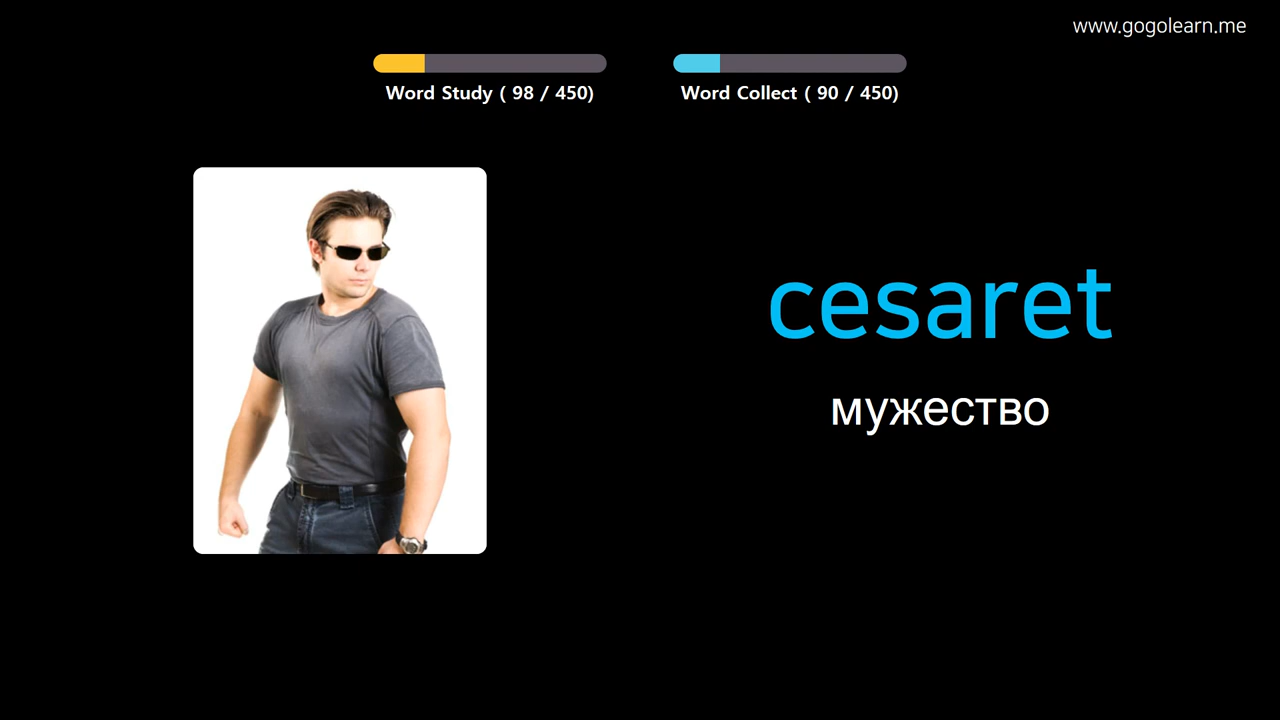 www.gogolearn.me
Word Study ( 98 / 450)
Word Collect ( 90 / 450)
cesaret
мужество